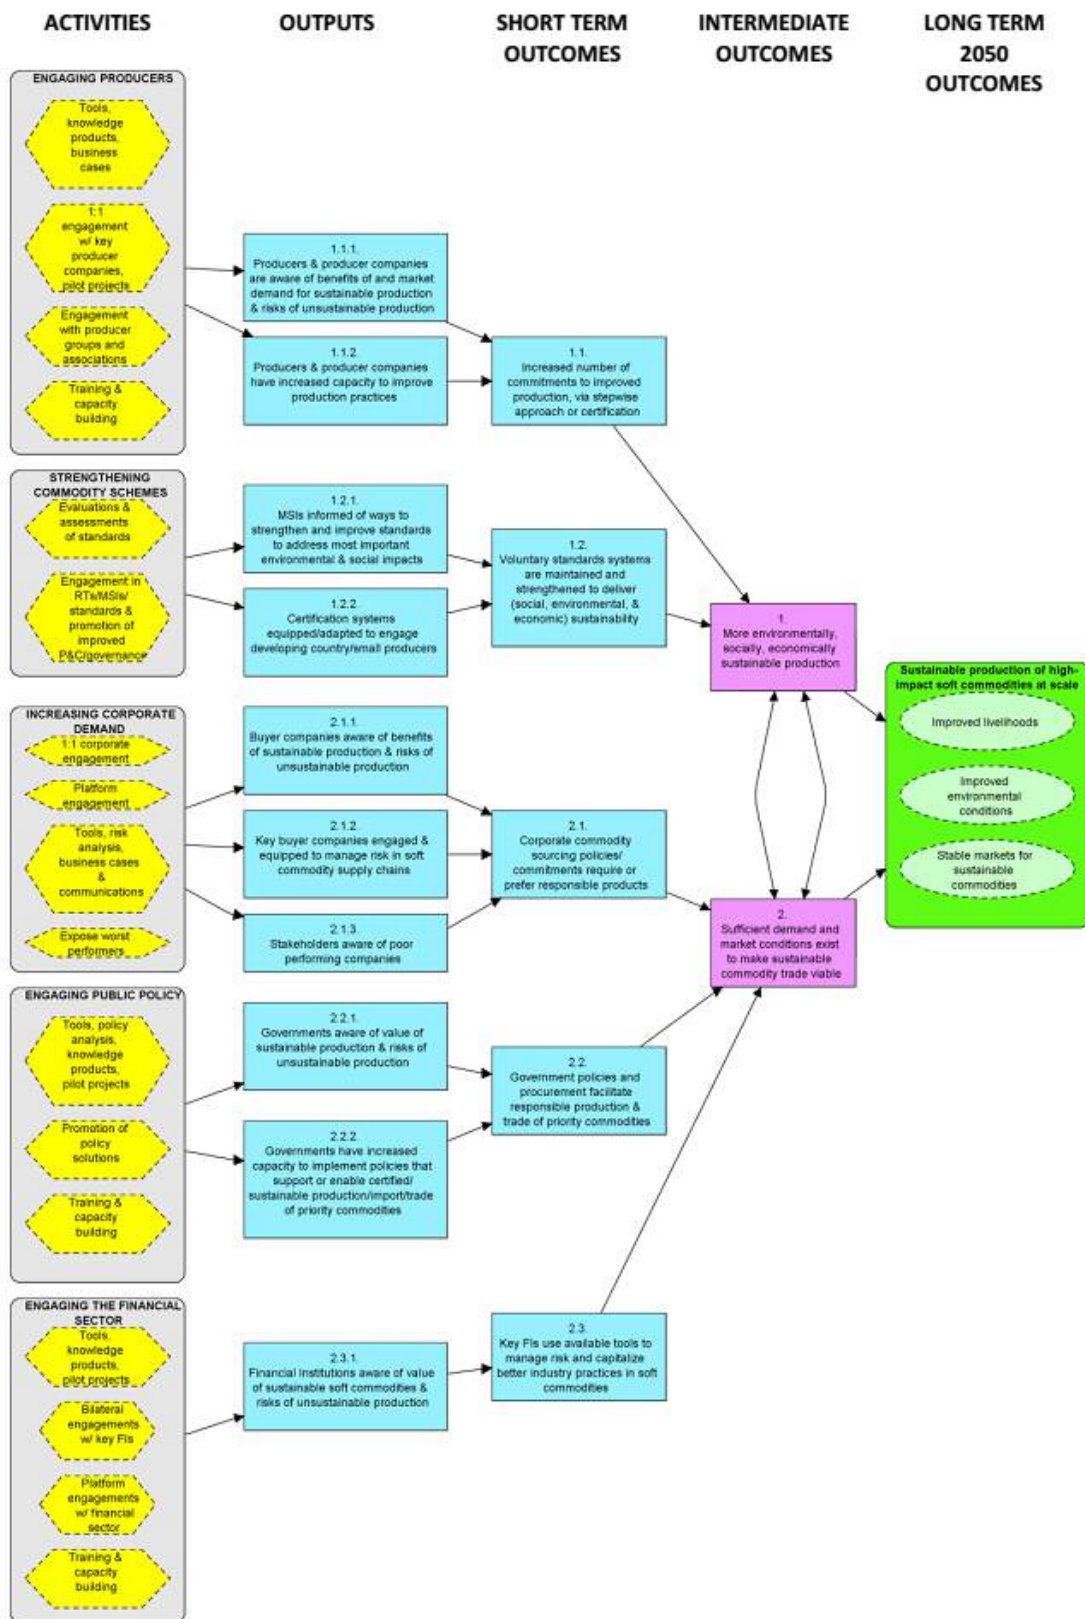 ACTIVITIES
OUTPUTS
SHORT TERM
OUTCOMES
INTERMEDIATE
OUTCOMES
LONG TERM
2050
OUTCOMES
ENGAGING PRODUCERS
Tools,
knowledge
products,
business
cases
1:1
engagement
w/ key
producer
companies,
pilot projects
Engagement
with producer
groups and
associations
Training &
capacity
building
1.1.1.
Producers & producer companies
are aware of benefits of and market
demand for sustainable production
& risks of unsustainable production
1.1.2.
Producers & producer companies
have increased capacity to improve
production practices
1.1.
Increased number of
commitments to improved
production, via stepwise
approach or certification
STRENGTHENING
COMMODITY SCHEMES
Evaluations &
assessments
of standards
Engagement in
RTs/MSIs/
standards &
promotion of
improved
P&C/governance
1.2.1.
MSIs informed of ways to
strengthen and improve standards
to address most important
environmental & social impacts
1.2.2.
Certification systems
equipped/adapted to engage
developing country/small producers
1.2.
Voluntary standards systems
are maintained and
strengthened to deliver
(social, environmental, &
economic) sustainability
1.
More environmentally,
socially, economically
sustainable production
Sustainable production of high-
impact soft commodities at scale
Improved livelihoods
Improved
environmental
conditions
Stable markets for
sustainable
commodities
INCREASING CORPORATE
DEMAND
1:1 corporate
engagement
Platform
engagement
Tools, risk
analysis,
business cases
&
communications
Expose worst
performers
2.1.1.
Buyer companies aware of benefits
of sustainable production & risks of
unsustainable production
2.1.2.
Key buyer companies engaged &
equipped to manage risk in soft
commodity supply chains
2.1.3.
Stakeholders aware of poor
performing companies
2.1.
Corporate commodity
sourcing policies/
commitments require or
prefer responsible products
2.
Sufficient demand and
market conditions exist
to make sustainable
commodity trade viable
ENGAGING PUBLIC POLICY
Tools, policy
analysis,
knowledge
products,
pilot projects
Promotion of
policy
solutions
Training &
capacity
building
2.2.1.
Governments aware of value of
sustainable production & risks of
unsustainable production
2.2.2.
Governments have increased
capacity to implement policies that
support or enable certified/
sustainable production/import/trade
of priority commodities
2.2.
Government policies and
procurement facilitate
responsible production &
trade of priority commodities
ENGAGING THE FINANCIAL
SECTOR
Tools,
knowledge
products,
pilot projects
Bilateral
engagements
w/ key FIs
Platform
engagements
w/ financial
sector
Training &
capacity
building
2.3.1.
Financial Institutions aware of value
of sustainable soft commodities &
risks of unsustainable production
2.3.
Key FIs use available tools to
manage risk and capitalize
better industry practices in soft
commodities